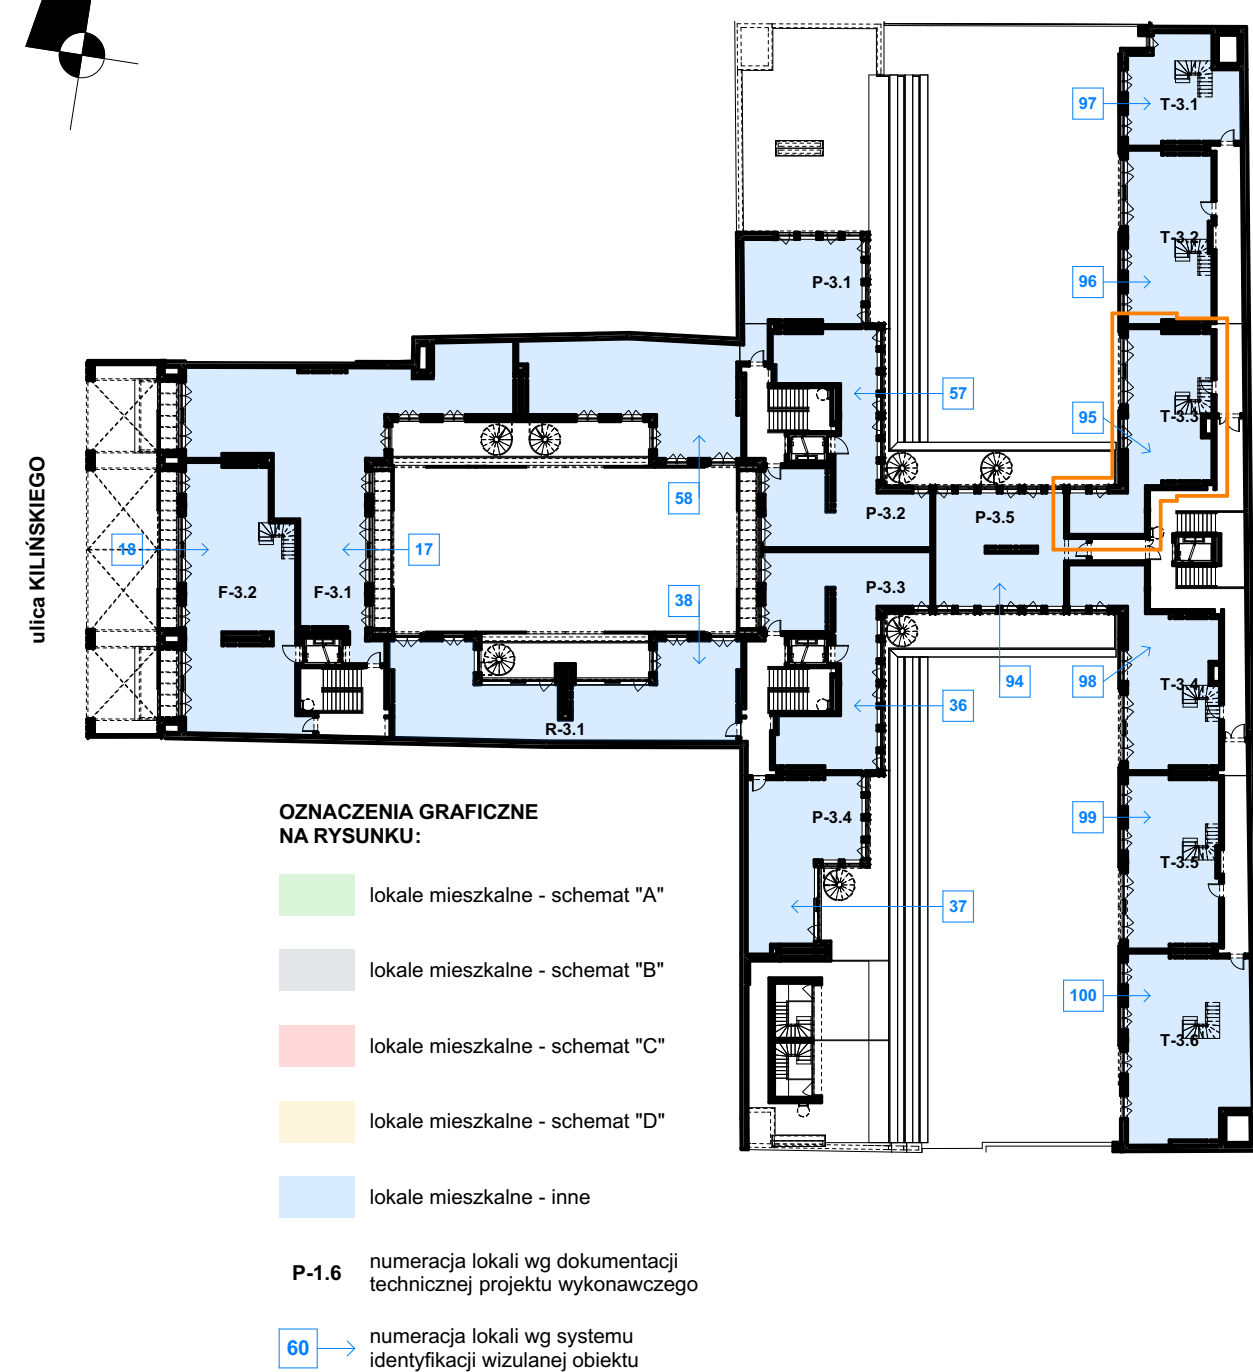 97
T-3.1
T-3.2
96
P-3.1
57
95
T-3.3
ulica KILIŃSKIEGO
58
P-3.2
P-3.5
18
17
F-3.2
F-3.1
P-3.3
38
94
98
T-3.4
36
R-3.1
OZNACZENIA GRAFICZNE
NA RYSUNKU:
P-3.4
99
T-3.5
lokale mieszkalne - schemat "A"
37
lokale mieszkalne - schemat "B"
100
T-3.6
lokale mieszkalne - schemat "C"
lokale mieszkalne - schemat "D"
lokale mieszkalne - inne
P-1.6
numeracja lokali wg dokumentacji
technicznej projektu wykonawczego
60
numeracja lokali wg systemu
identyfikacji wizulanej obiektu